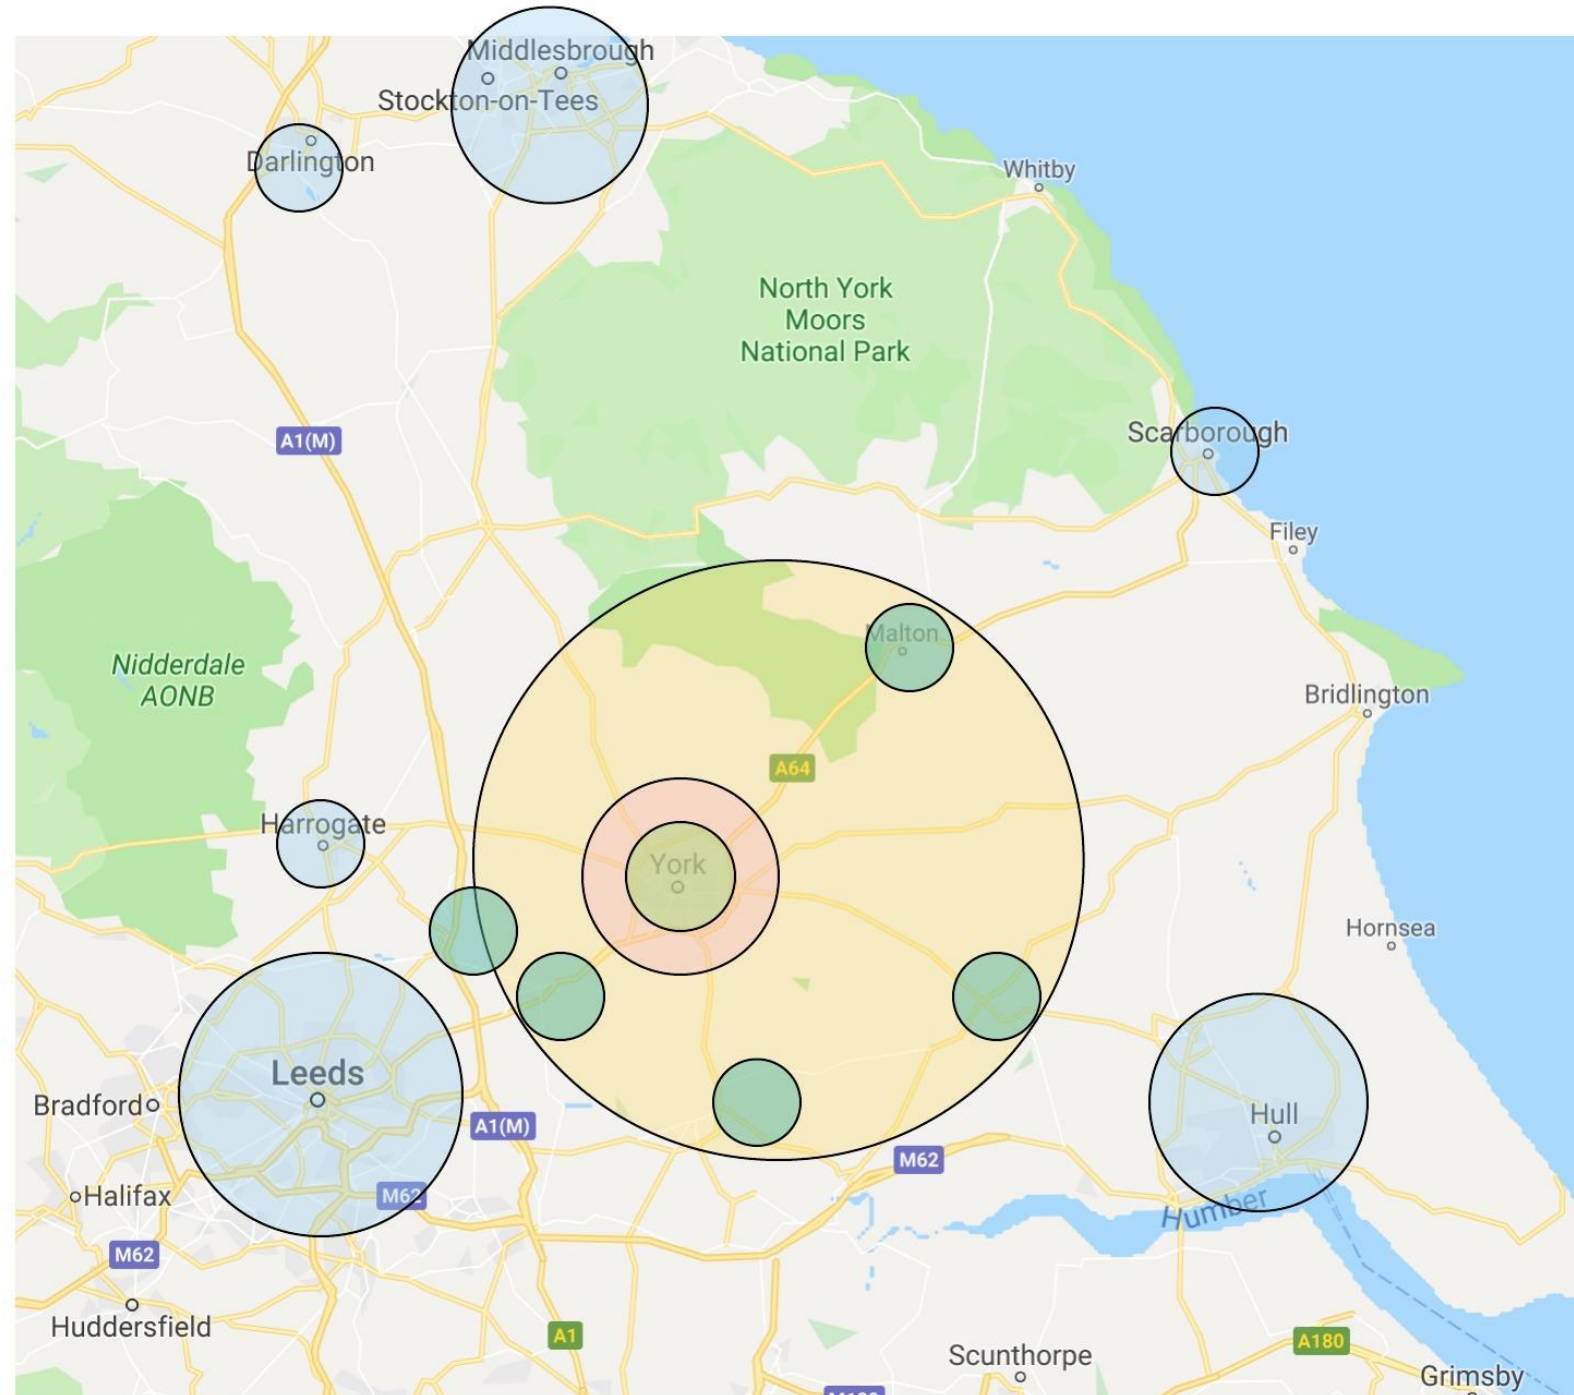 Middlesbrough
Stockton-on-Tees
Darlington
Whitby
North York
Moors
National Park
A1(M)
Scarborough
Filey
Malton
Nidderdale
AONB
Bridlington
A64
Harrogate
York
Hornsea
Leeds
Bradford
Hull
A1(M)
M62
Halifax
M62
Humber
M62
Huddersfield
A1
A180
Scunthorpe
Grimsby